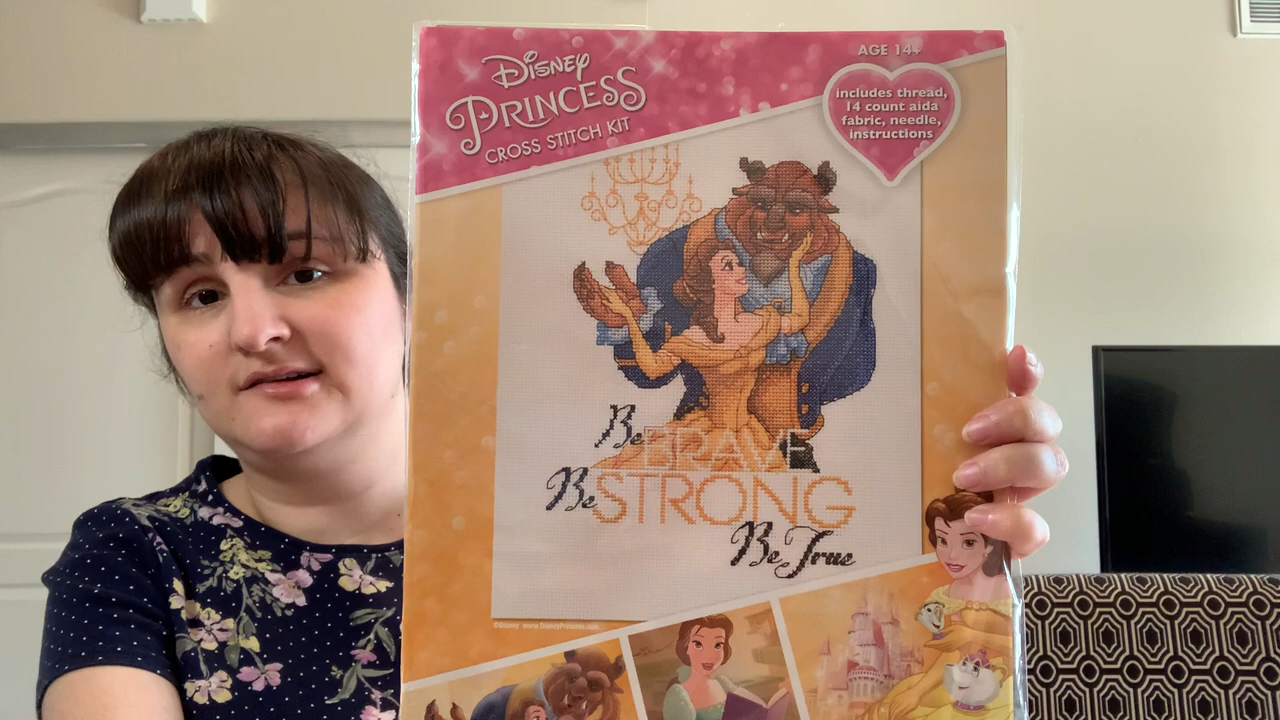 Disney
PRINCESS
CROSS STITCH KIT
AGE 14+
includes thread,
14 count aida
fabric, needle,
instructions
Be BRAVE
Be STRONG
Be True
©Disney www.DisneyPrincess.com